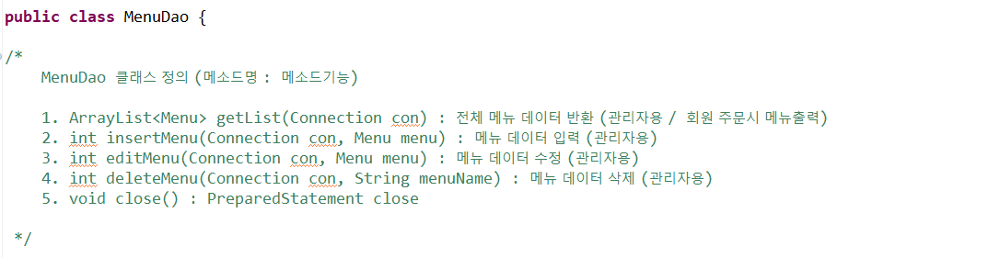 public class MenuDao {
/*
MenuDao 클래스 정의 (메소드명 : 메소드기능)
1. ArrayList<Menu> getList(Connection con) : 전체 메뉴 데이터 반환 (관리자용 / 회원 주문시 메뉴출력)
2. int insertMenu(Connection con, Menu menu) : 메뉴 데이터 입력 (관리자용)
3. int editMenu(Connection con, Menu menu) : 메뉴 데이터 수정 (관리자용)
4. int deleteMenu(Connection con, String menuName) : 메뉴 데이터 삭제 (관리자용)
5. void close() : PreparedStatement close
*/